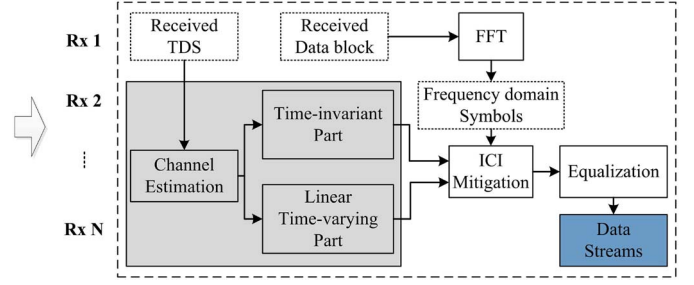 Rx 1
Received
TDS
Received
Data block
FFT
Rx 2
Frequency domain
Symbols
Time-invariant
Part
Channel
Estimation
ICI
Mitigation
Equalization
Linear
Time-varying
Part
Rx N
Data
Streams